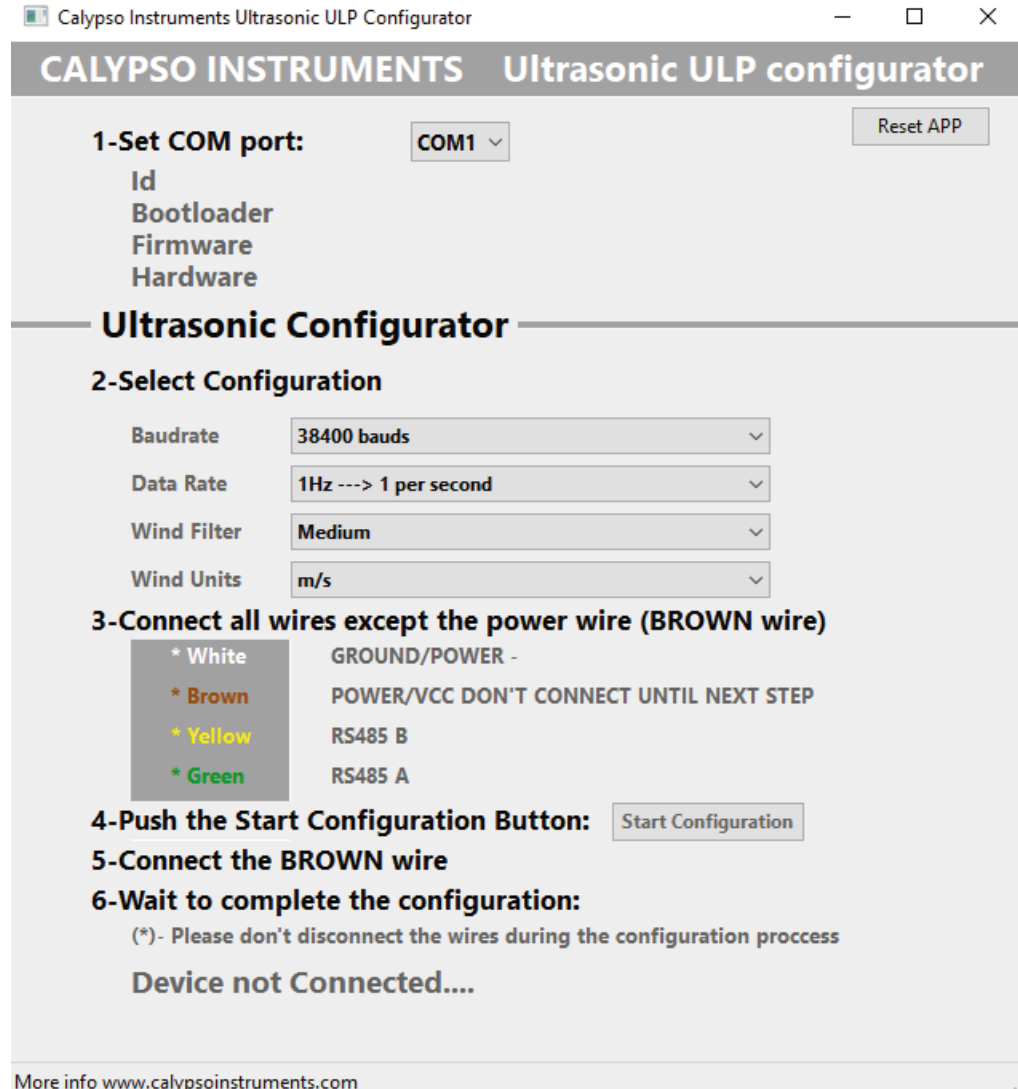 Calypso Instruments Ultrasonic ULP Configurator
CALYPSO INSTRUMENTS Ultrasonic ULP configurator
Reset APP
1-Set COM port: COM1
Id
Bootloader
Firmware
Hardware
Ultrasonic Configurator
2-Select Configuration
Baudrate 38400 bauds
Data Rate 1Hz ---> 1 per second
Wind Filter Medium
Wind Units m/s
3-Connect all wires except the power wire (BROWN wire)
* White GROUND/POWER -
* Brown POWER/VCC DON'T CONNECT UNTIL NEXT STEP
* Yellow RS485 B
* Green RS485 A
4-Push the Start Configuration Button: Start Configuration
5-Connect the BROWN wire
6-Wait to complete the configuration:
(*)- Please don't disconnect the wires during the configuration proccess
Device not Connected....
More info www.calypsoinstruments.com